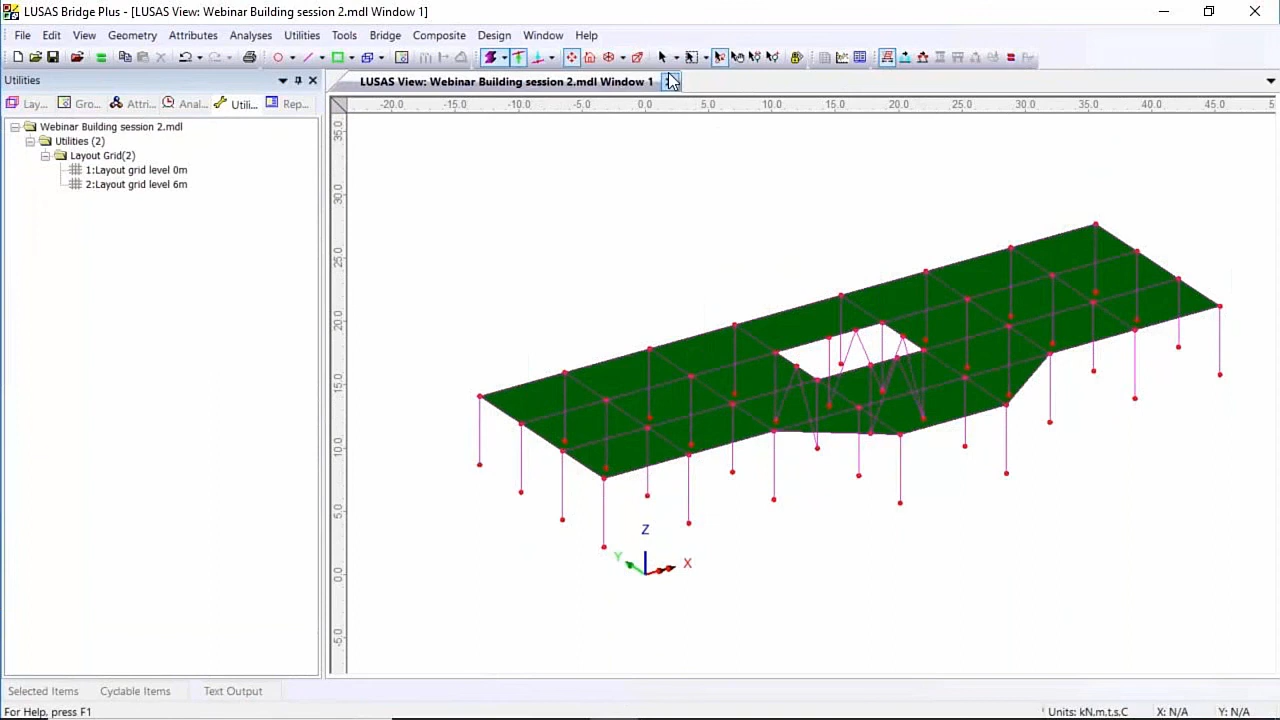 LUSAS Bridge Plus - [LUSAS View: Webinar Building session 2.mdl Window 1]
File Edit View Geometry Attributes Analyses Utilities Tools Bridge Composite Design Window Help
Utilities
LUSAS View: Webinar Building session 2.mdl Window 1
Lay... Gro... Attri... Anal... Utili... Rep...
-20.0 -15.0 -10.0 -5.0 0.0 5.0 10.0 15.0 20.0 25.0 30.0 35.0 40.0 45.0 5
Webinar Building session 2.mdl
Utilities (2)
Layout Grid(2)
1:Layout grid level 0m
2:Layout grid level 6m
35.0
30.0
25.0
20.0
15.0
10.0
5.0
0.0
-5.0
Z
Y
X
Selected Items Cyclable Items Text Output
For Help, press F1
Units: kN.m.t.s.C X: N/A Y: N/A